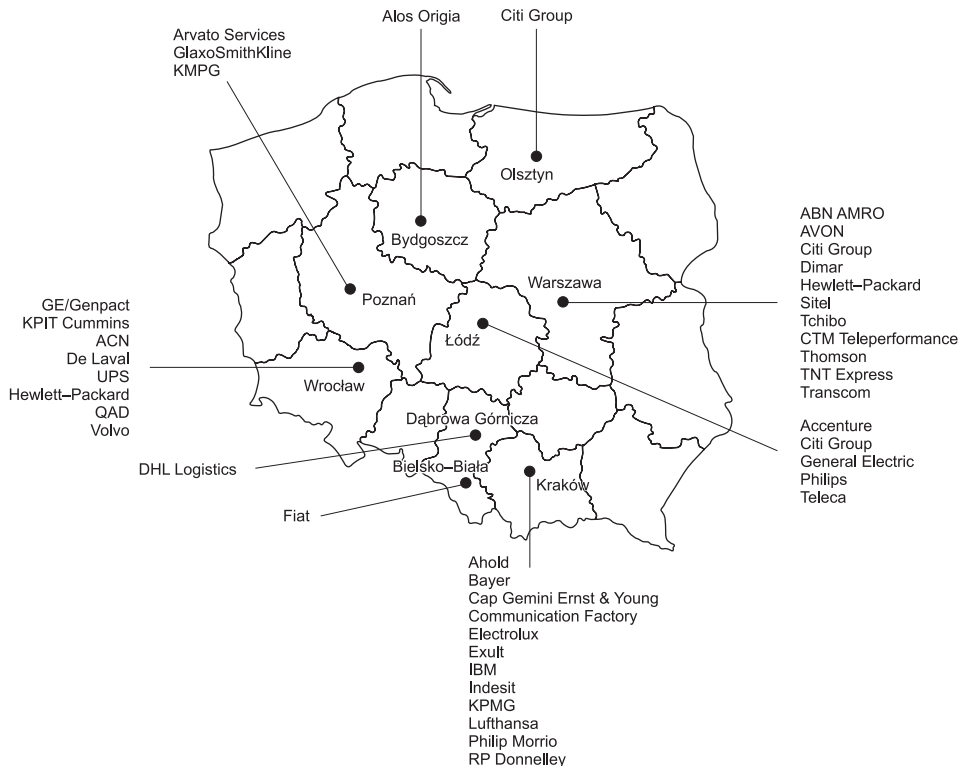 Alos Origia
Citi Group
Arvato Services
GlaxoSmithKline
KMPG
Olsztyn
Bydgoszcz
Warszawa
Poznań
Łódź
Wrocław
Dąbrowa Górnicza
Bielsko–Biała
Kraków
ABN AMRO
AVON
Citi Group
Dimar
Hewlett–Packard
Sitel
Tchibo
CTM Teleperformance
Thomson
TNT Express
Transcom
Accenture
Citi Group
General Electric
Philips
Teleca
GE/Genpact
KPIT Cummins
ACN
De Laval
UPS
Hewlett–Packard
QAD
Volvo
DHL Logistics
Fiat
Ahold
Bayer
Cap Gemini Ernst & Young
Communication Factory
Electrolux
Exult
IBM
Indesit
KPMG
Lufthansa
Philip Morrio
RP Donnelley